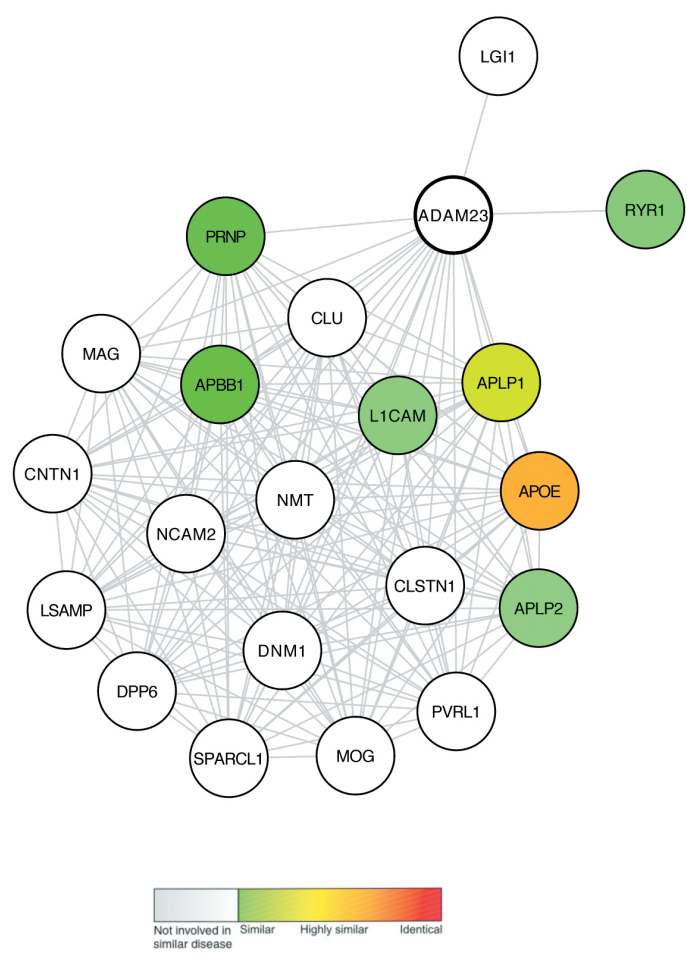 LGI1
RYR1
ADAM23
PRNP
CLU
MAG
APBB1
APLP1
L1CAM
CNTN1
APOE
NMT
NCAM2
CLSTN1
LSAMP
APLP2
DNM1
DPP6
PVRL1
SPARCL1
MOG
Not involved in
similar disease
Similar
Highly similar
Identical